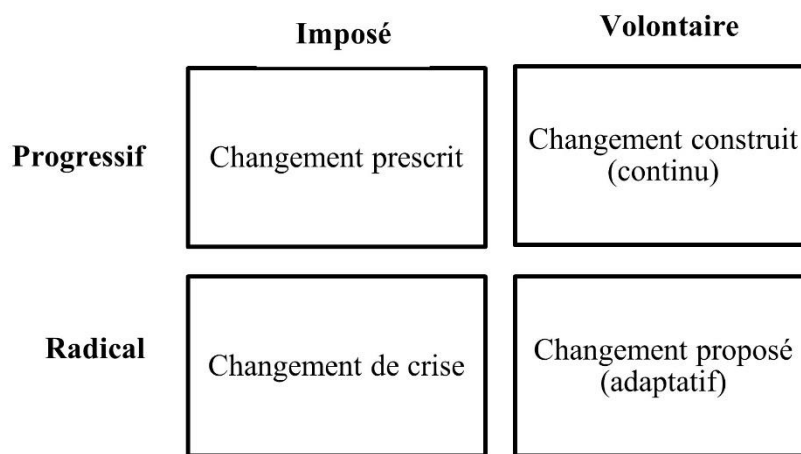 Imposé
Volontaire
Progressif
Changement prescrit
Changement construit
(continu)
Radical
Changement de crise
Changement proposé
(adaptatif)